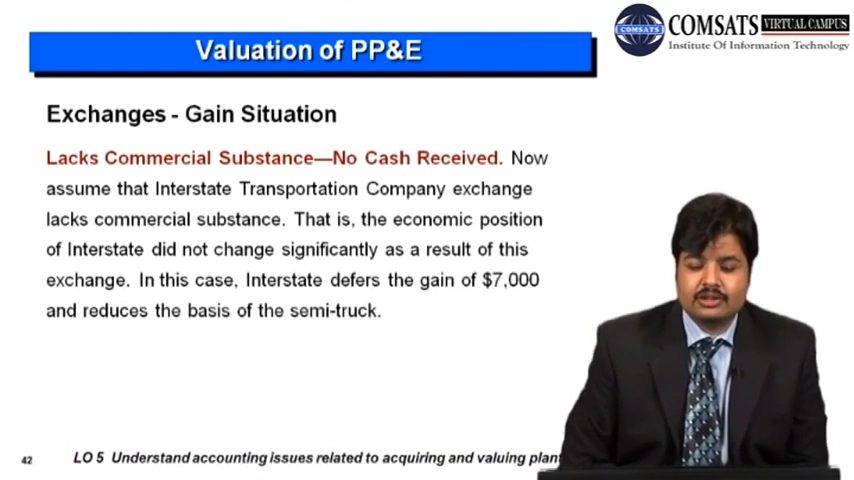 COMSATS VIRTUAL CAMPUS
COMSATS
Institute Of Information Technology
Valuation of PP&E
Exchanges - Gain Situation
Lacks Commercial Substance—No Cash Received. Now
assume that Interstate Transportation Company exchange
lacks commercial substance. That is, the economic position
of Interstate did not change significantly as a result of this
exchange. In this case, Interstate defers the gain of $7,000
and reduces the basis of the semi-truck.
42
LO 5 Understand accounting issues related to acquiring and valuing plan